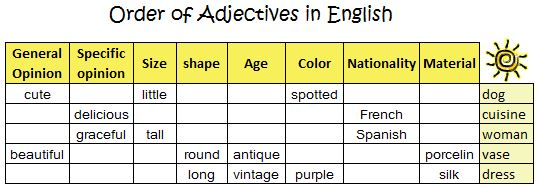 Order of Adjectives in English
General Opinion Specific opinion Size shape Age Color Nationality Material
cute little spotted dog
delicious French cuisine
graceful tall Spanish woman
beautiful round antique porcelin vase
long vintage purple silk dress